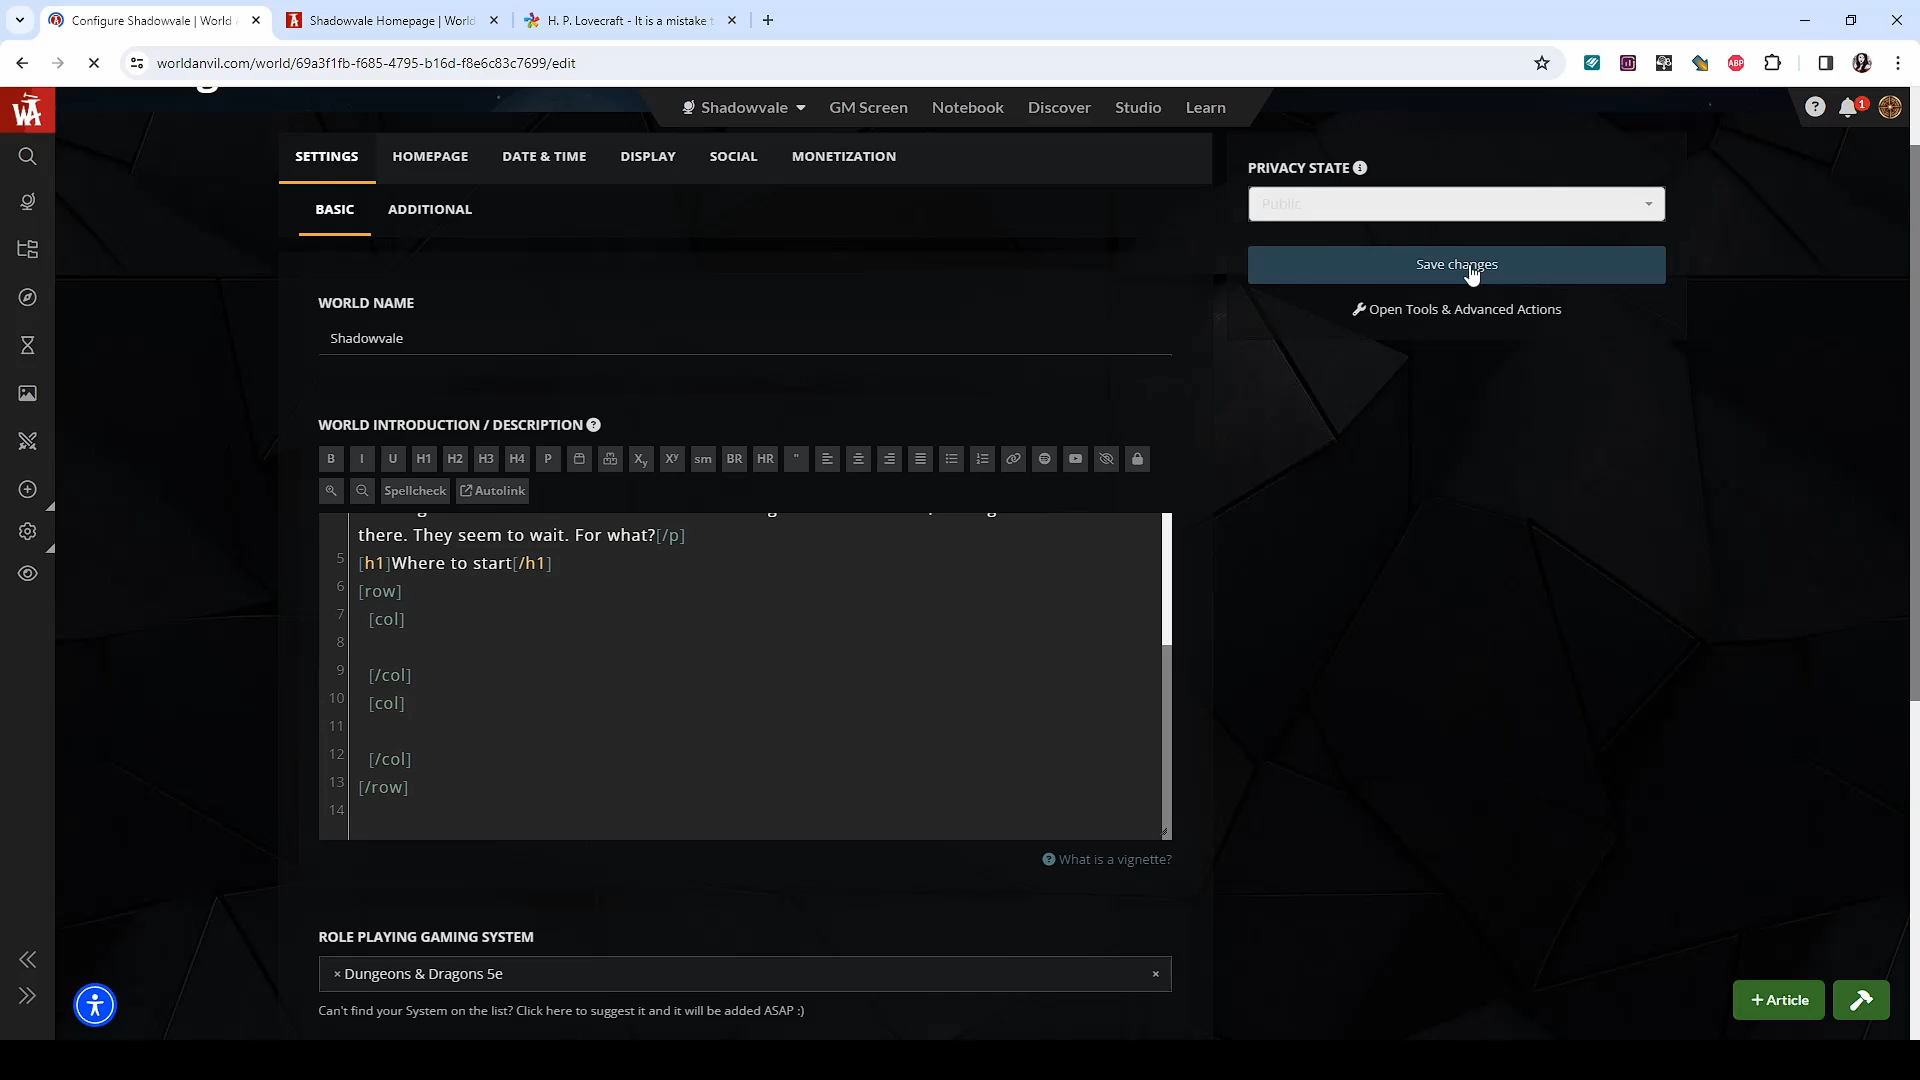 Configure Shadowvale | World
Shadowvale Homepage | World
H. P. Lovecraft - It is a mistake
worldanvil.com/world/69a3f1fb-f685-4795-b16d-f8e6c83c7699/edit
ABP
WA
Shadowvale
GM Screen
Notebook
Discover
Studio
Learn
1
SETTINGS
HOMEPAGE
DATE & TIME
DISPLAY
SOCIAL
MONETIZATION
PRIVACY STATE
Public
BASIC
ADDITIONAL
Save changes
Open Tools & Advanced Actions
WORLD NAME
Shadowvale
WORLD INTRODUCTION / DESCRIPTION
B I U H1 H2 H3 H4 P Xy X^y sm BR HR "
Spellcheck
Autolink
there. They seem to wait. For what?[/p]
5 [h1]Where to start[/h1]
6 [row]
7 [col]
8
9 [/col]
10 [col]
11
12 [/col]
13 [/row]
14
What is a vignette?
ROLE PLAYING GAMING SYSTEM
× Dungeons & Dragons 5e ×
Can't find your System on the list? Click here to suggest it and it will be added ASAP :)
+ Article